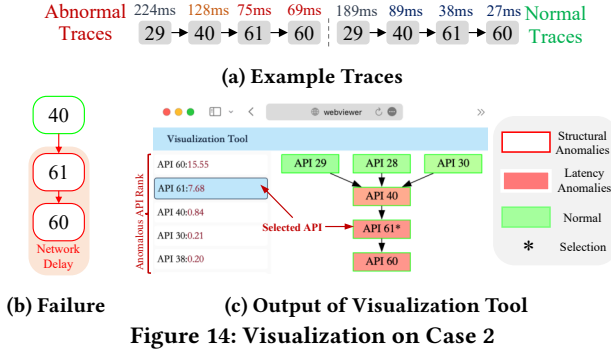 Abnormal Traces
224ms 128ms 75ms 69ms
29 40 61 60
189ms 89ms 38ms 27ms
29 40 61 60
Normal Traces
(a) Example Traces
40
61
60
Network
Delay
(b) Failure
webviewer
Visualization Tool
Anomalous API Rank
API 60:15.55
API 61:7.68
API 40:0.84
API 30:0.21
API 38:0.20
Selected API
API 29 API 28 API 30
API 40
API 61*
API 60
(c) Output of Visualization Tool
Structural
Anomalies
Latency
Anomalies
Normal
* Selection
Figure 14: Visualization on Case 2